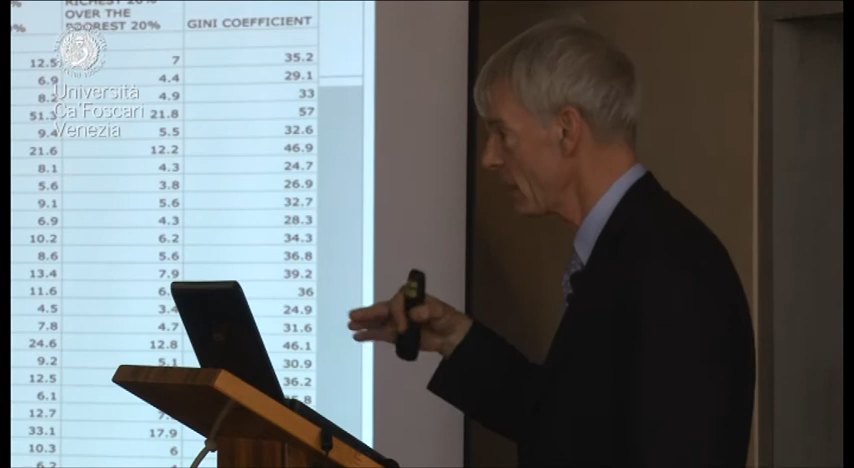 RICHEST 20%
OVER THE
POOREST 20% GINI COEFFICIENT
12.5 7 35.2
6.9 4.4 29.1
8.2 4.9 33
51.3 21.8 57
9.4 5.5 32.6
21.6 12.2 46.9
8.1 4.3 24.7
5.6 3.8 26.9
9.1 5.6 32.7
6.9 4.3 28.3
10.2 6.2 34.3
8.6 5.6 36.8
13.4 7.9 39.2
11.6 36
4.5 3.4 24.9
7.8 4.7 31.6
24.6 12.8 46.1
9.2 5.1 30.9
12.5 36.2
6.1
12.7
33.1 17.9
10.3 6
6.2
Università
Ca'Foscari
Venezia